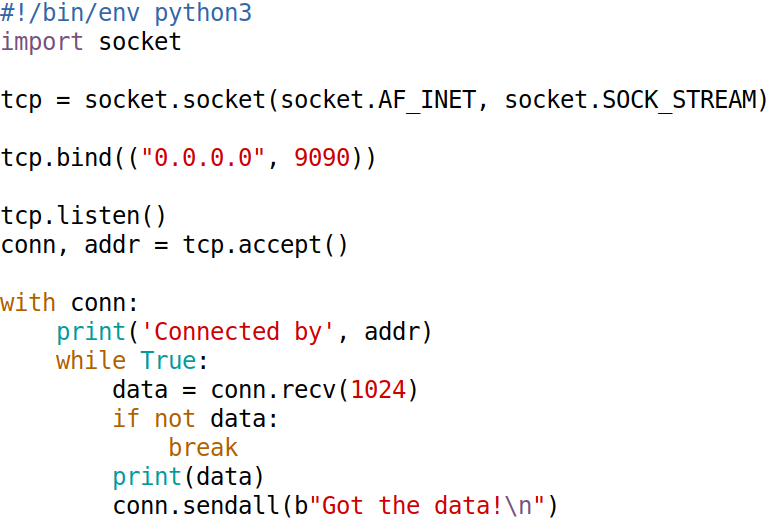 #!/bin/env python3
import socket

tcp = socket.socket(socket.AF_INET, socket.SOCK_STREAM)

tcp.bind(("0.0.0.0", 9090))

tcp.listen()
conn, addr = tcp.accept()

with conn:
    print('Connected by', addr)
    while True:
        data = conn.recv(1024)
        if not data:
            break
        print(data)
        conn.sendall(b"Got the data!\n")